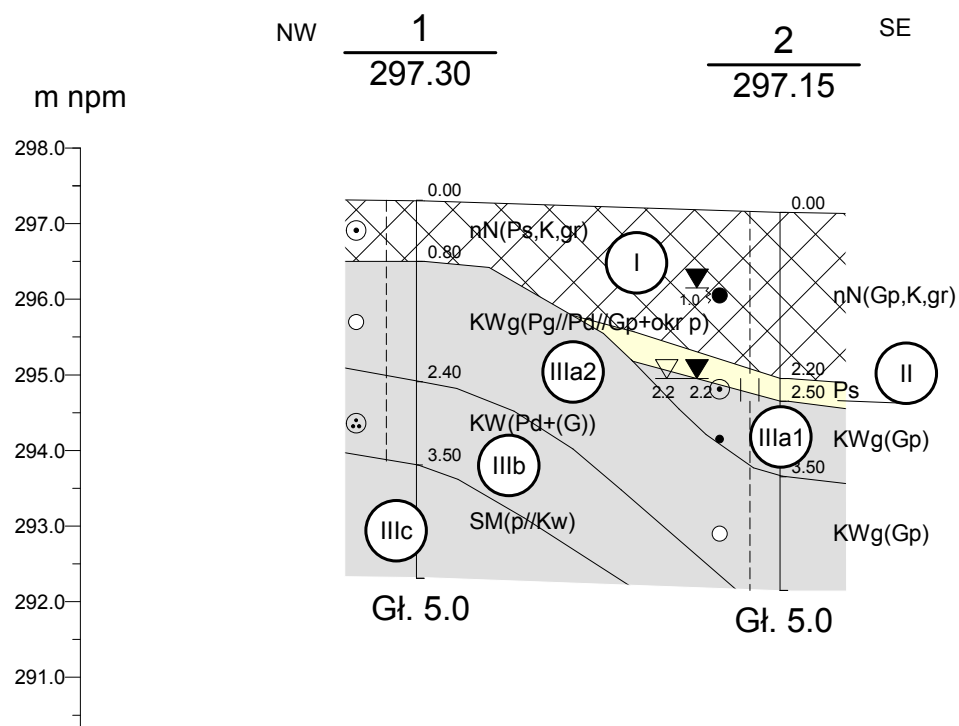 NW
1
297.30
2
297.15
SE
m npm
298.0
297.0
296.0
295.0
294.0
293.0
292.0
291.0
0.00
0.00
nN(Ps,K,gr)
0.80
I
1.0
nN(Gp,K,gr)
KWg(Pg//Pd//Gp+okr p)
IIIa2
2.40
2.2
2.2
2.20
2.50
Ps
II
KW(Pd+(G))
IIIa1
KWg(Gp)
3.50
IIIb
3.50
SM(p//Kw)
IIIc
KWg(Gp)
Gł. 5.0
Gł. 5.0